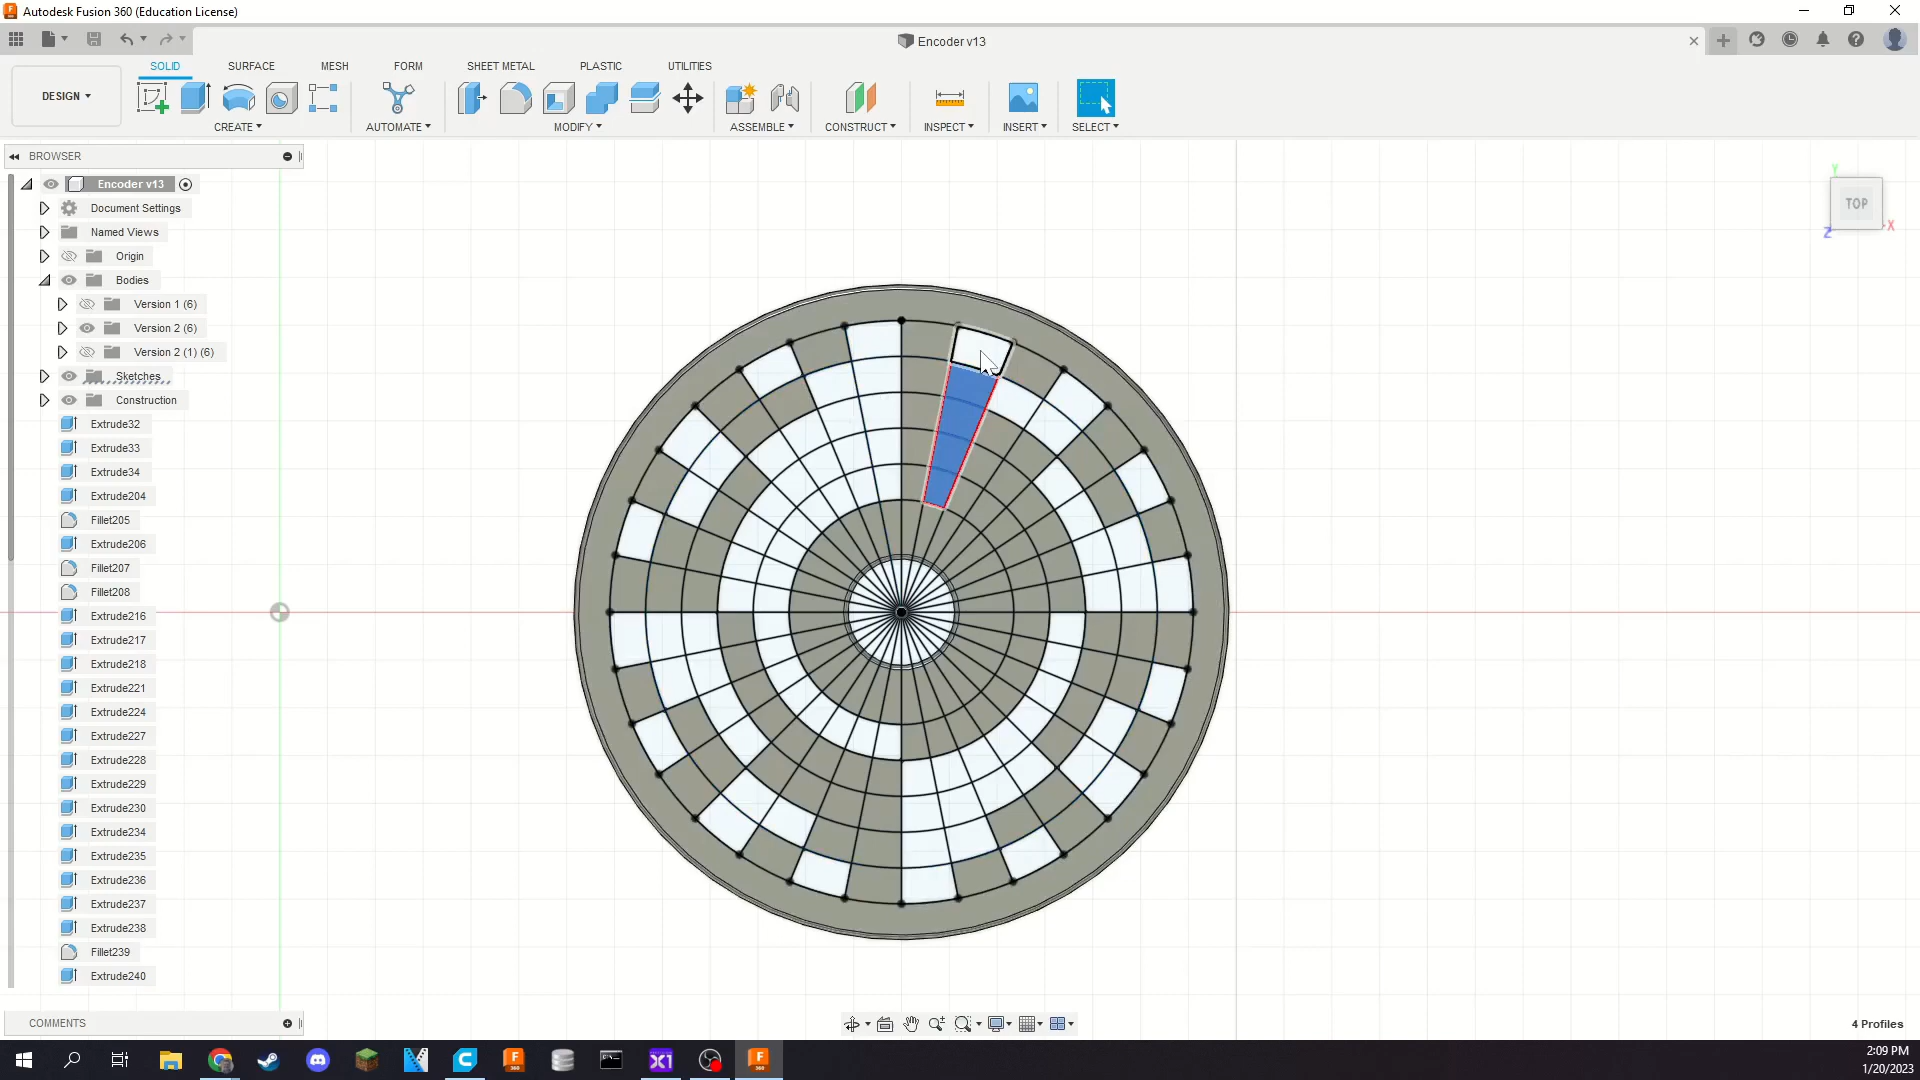 Autodesk Fusion 360 (Education License)
Encoder v13
DESIGN
SOLID
SURFACE
MESH
FORM
SHEET METAL
PLASTIC
UTILITIES
CREATE
AUTOMATE
MODIFY
ASSEMBLE
CONSTRUCT
INSPECT
INSERT
SELECT
BROWSER
Encoder v13
Document Settings
Named Views
Origin
Bodies
Version 1 (6)
Version 2 (6)
Version 2 (1) (6)
Sketches
Construction
Extrude32
Extrude33
Extrude34
Extrude204
Fillet205
Extrude206
Fillet207
Fillet208
Extrude216
Extrude217
Extrude218
Extrude221
Extrude224
Extrude227
Extrude228
Extrude229
Extrude230
Extrude234
Extrude235
Extrude236
Extrude237
Extrude238
Fillet239
Extrude240
Y
TOP
X
Z
COMMENTS
4 Profiles
2:09 PM
1/20/2023